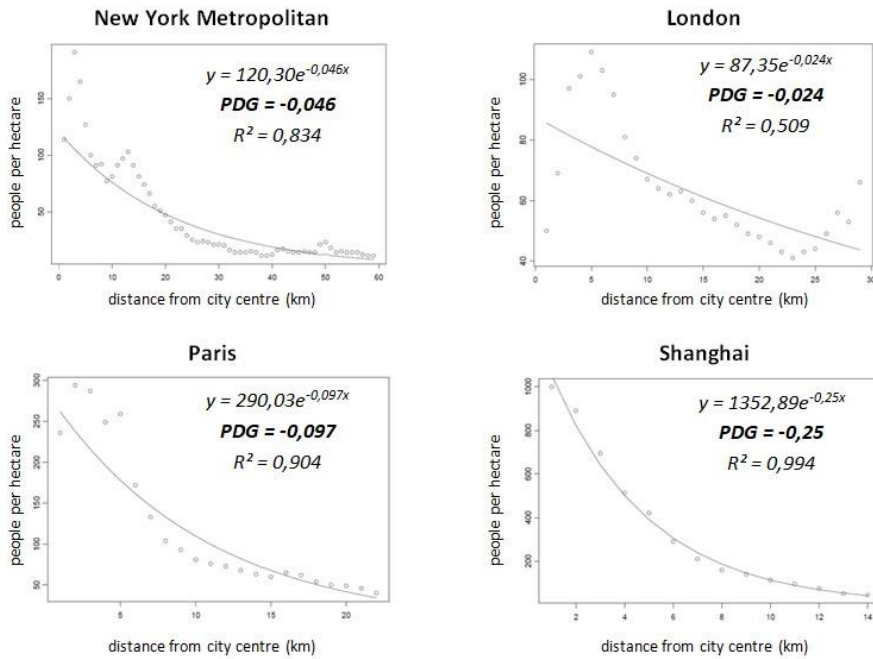 New York Metropolitan
people per hectare
150
100
50
y = 120,30e^-0,046x
PDG = -0,046
R² = 0,834
0 10 20 30 40 50 60
distance from city centre (km)
London
people per hectare
100
80
60
40
y = 87,35e^-0,024x
PDG = -0,024
R² = 0,509
0 5 10 15 20 25 30
distance from city centre (km)
Paris
people per hectare
300
250
200
150
100
50
y = 290,03e^-0,097x
PDG = -0,097
R² = 0,904
5 10 15 20
distance from city centre (km)
Shanghai
people per hectare
1000
800
600
400
200
y = 1352,89e^-0,25x
PDG = -0,25
R² = 0,994
2 4 6 8 10 12 14
distance from city centre (km)